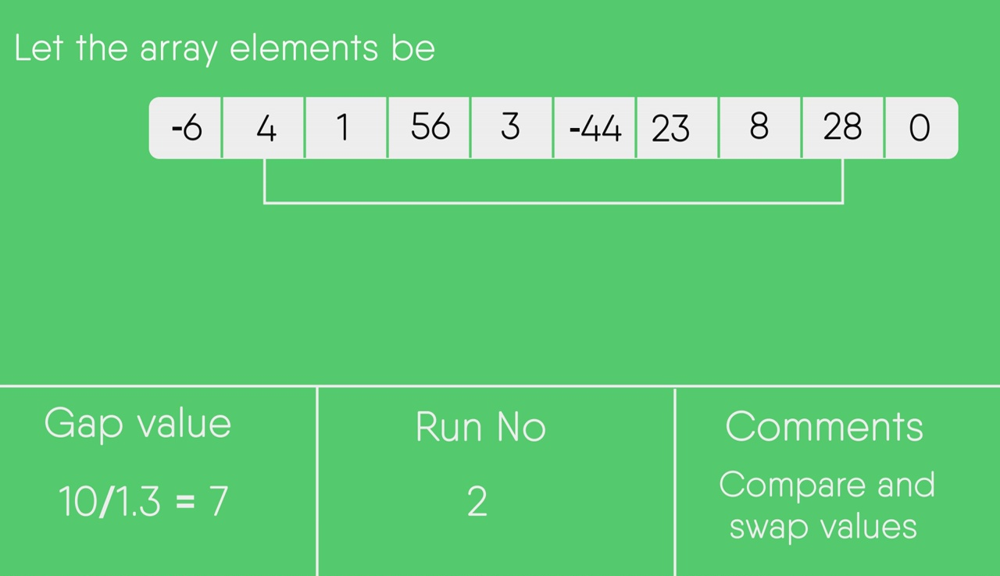 Let the array elements be
-6 4 1 56 3 -44 23 8 28 0
Gap value Run No Comments
10/1.3 = 7 2 Compare and
swap values